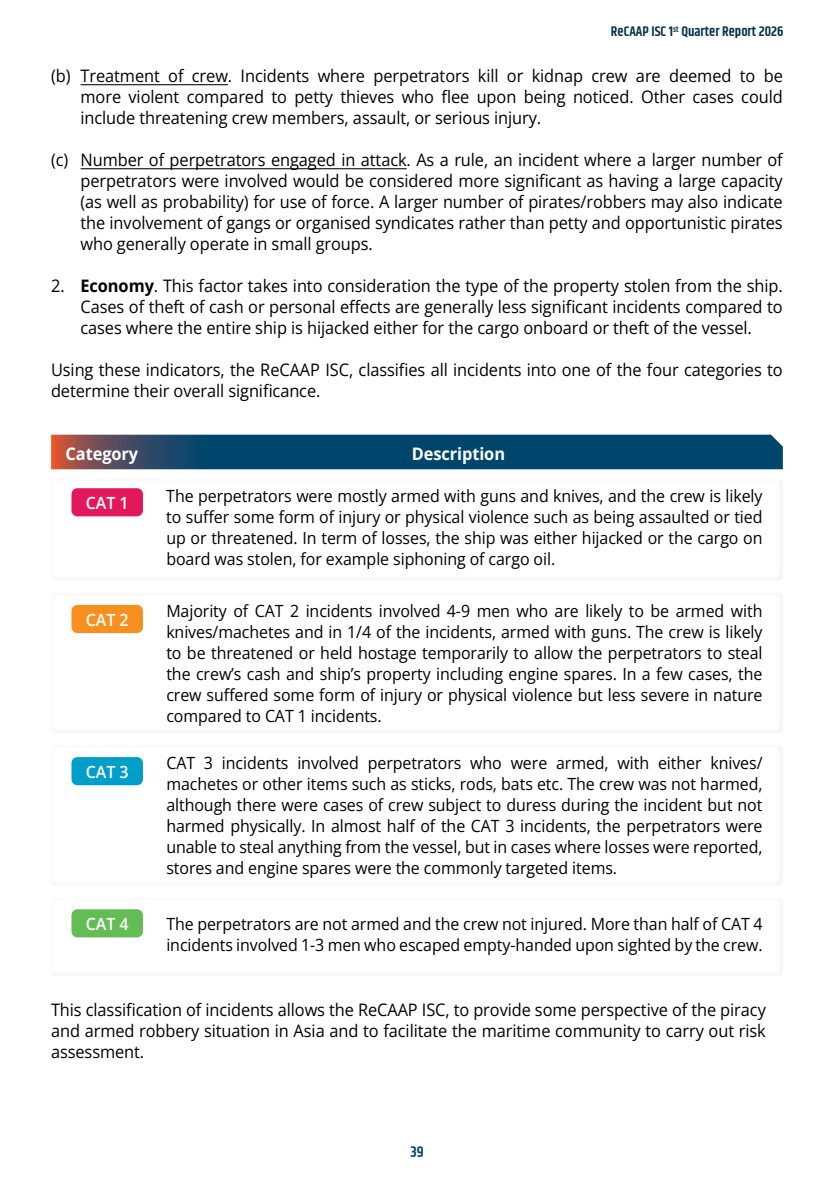 ReCAAP ISC 1st Quarter Report 2026
(b) Treatment of crew. Incidents where perpetrators kill or kidnap crew are deemed to be
more violent compared to petty thieves who flee upon being noticed. Other cases could
include threatening crew members, assault, or serious injury.
(c) Number of perpetrators engaged in attack. As a rule, an incident where a larger number of
perpetrators were involved would be considered more significant as having a large capacity
(as well as probability) for use of force. A larger number of pirates/robbers may also indicate
the involvement of gangs or organised syndicates rather than petty and opportunistic pirates
who generally operate in small groups.
2. Economy. This factor takes into consideration the type of the property stolen from the ship.
Cases of theft of cash or personal effects are generally less significant incidents compared to
cases where the entire ship is hijacked either for the cargo onboard or theft of the vessel.
Using these indicators, the ReCAAP ISC, classifies all incidents into one of the four categories to
determine their overall significance.
Category Description
CAT 1 The perpetrators were mostly armed with guns and knives, and the crew is likely
to suffer some form of injury or physical violence such as being assaulted or tied
up or threatened. In term of losses, the ship was either hijacked or the cargo on
board was stolen, for example siphoning of cargo oil.
CAT 2 Majority of CAT 2 incidents involved 4-9 men who are likely to be armed with
knives/machetes and in 1/4 of the incidents, armed with guns. The crew is likely
to be threatened or held hostage temporarily to allow the perpetrators to steal
the crew's cash and ship's property including engine spares. In a few cases, the
crew suffered some form of injury or physical violence but less severe in nature
compared to CAT 1 incidents.
CAT 3 CAT 3 incidents involved perpetrators who were armed, with either knives/
machetes or other items such as sticks, rods, bats etc. The crew was not harmed,
although there were cases of crew subject to duress during the incident but not
harmed physically. In almost half of the CAT 3 incidents, the perpetrators were
unable to steal anything from the vessel, but in cases where losses were reported,
stores and engine spares were the commonly targeted items.
CAT 4 The perpetrators are not armed and the crew not injured. More than half of CAT 4
incidents involved 1-3 men who escaped empty-handed upon sighted by the crew.
This classification of incidents allows the ReCAAP ISC, to provide some perspective of the piracy
and armed robbery situation in Asia and to facilitate the maritime community to carry out risk
assessment.
39